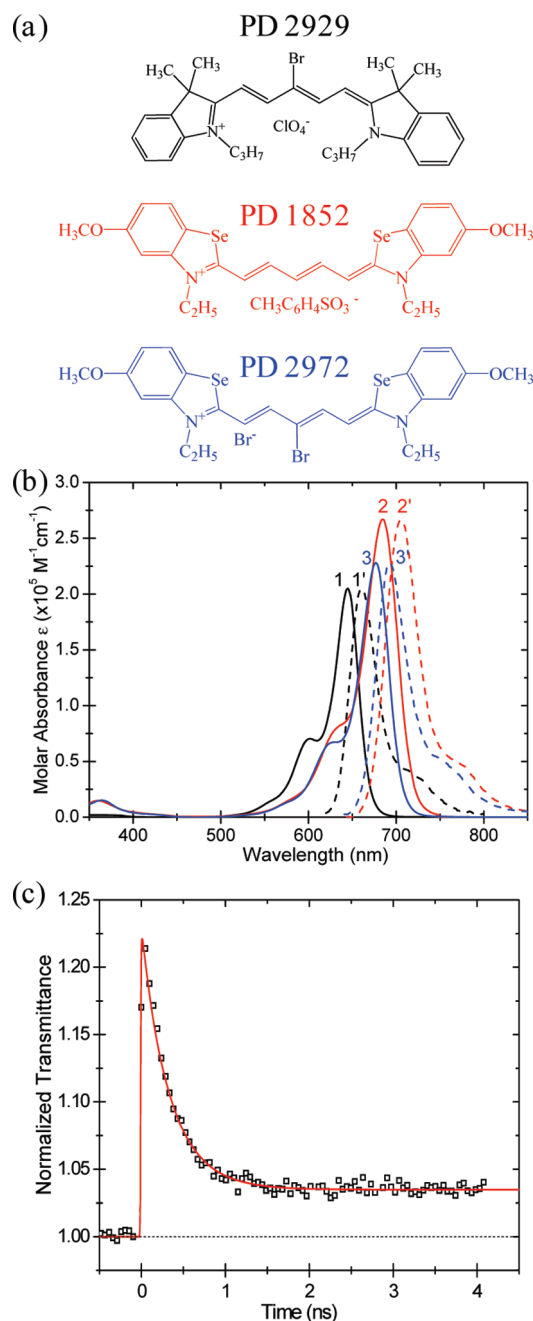 (a)
PD 2929
H₃C CH₃ Br H₃C CH₃
ClO₄⁻
N⁺ N
C₃H₇ C₃H₇
PD 1852
H₃CO Se Se OCH₃
N⁺ N
C₂H₅ CH₃C₆H₄SO₃⁻ C₂H₅
PD 2972
H₃CO Se Se OCH₃
N⁺ N
C₂H₅ Br⁻ Br C₂H₅
(b)
Molar Absorbance ε (x10⁵ M⁻¹cm⁻¹)
3.0
2.5
2.0
1.5
1.0
0.5
0.0
2 2'
1 1' 3 3'
400 500 600 700 800
Wavelength (nm)
(c)
Normalized Transmittance
1.25
1.20
1.15
1.10
1.05
1.00
0 1 2 3 4
Time (ns)